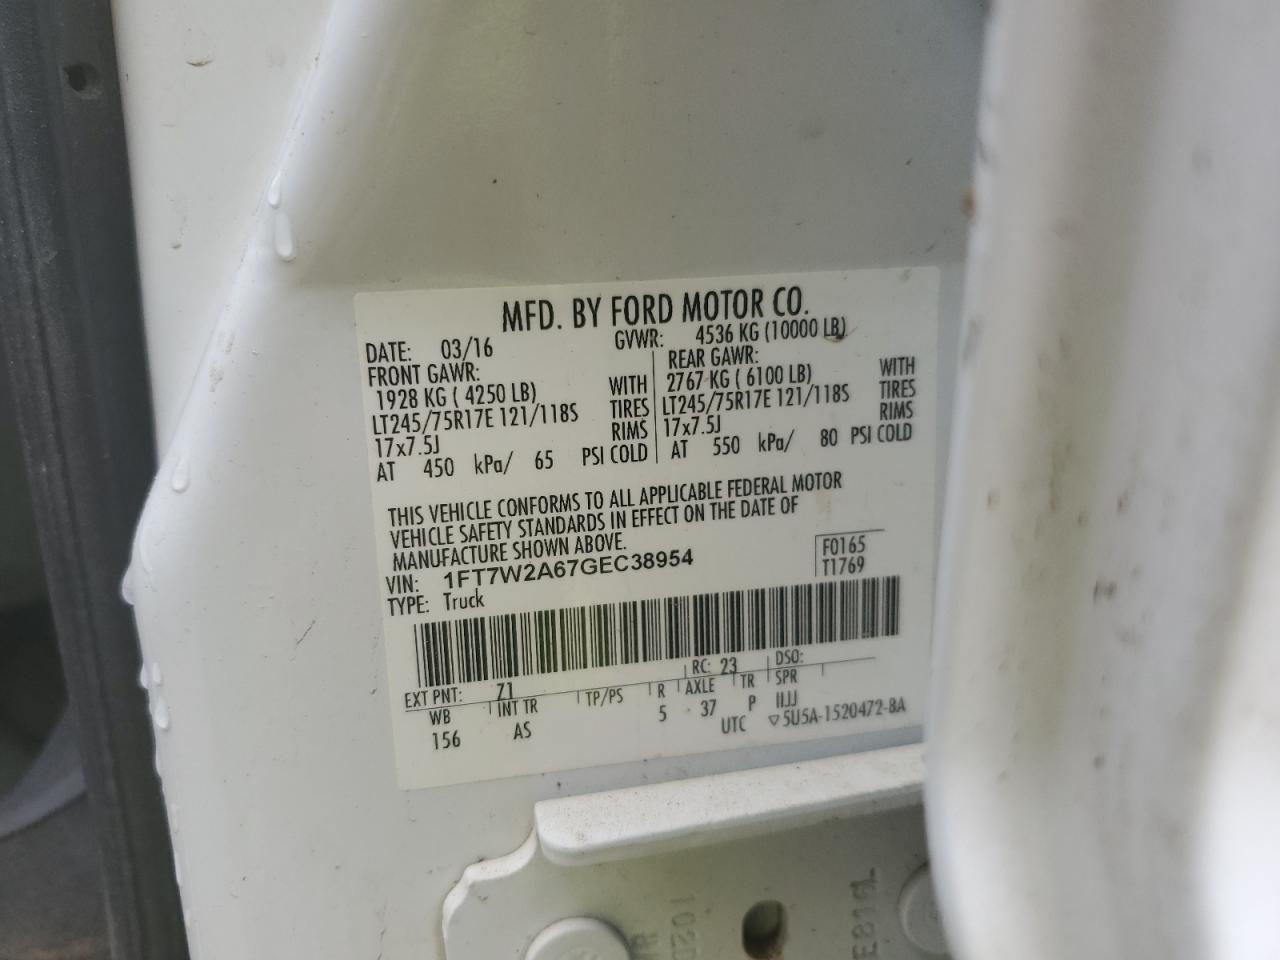 MFD. BY FORD MOTOR CO.
DATE: 03/16 GVWR: 4536 KG (10000 LB)
FRONT GAWR: REAR GAWR:
1928 KG ( 4250 LB) WITH 2767 KG ( 6100 LB) WITH
LT245/75R17E 121/118S TIRES LT245/75R17E 121/118S TIRES
17x7.5J RIMS 17x7.5J RIMS
AT 450 kPa/ 65 PSI COLD AT 550 kPa/ 80 PSI COLD
THIS VEHICLE CONFORMS TO ALL APPLICABLE FEDERAL MOTOR
VEHICLE SAFETY STANDARDS IN EFFECT ON THE DATE OF
MANUFACTURE SHOWN ABOVE.
VIN: 1FT7W2A67GEC38954
F0165
T1769
TYPE: Truck
EXT PNT: Z1 RC: 23 DSO:
WB INT TR TP/PS R AXLE TR SPR
156 AS 5 37 P
UTC ▽5U5A-1520472-BA